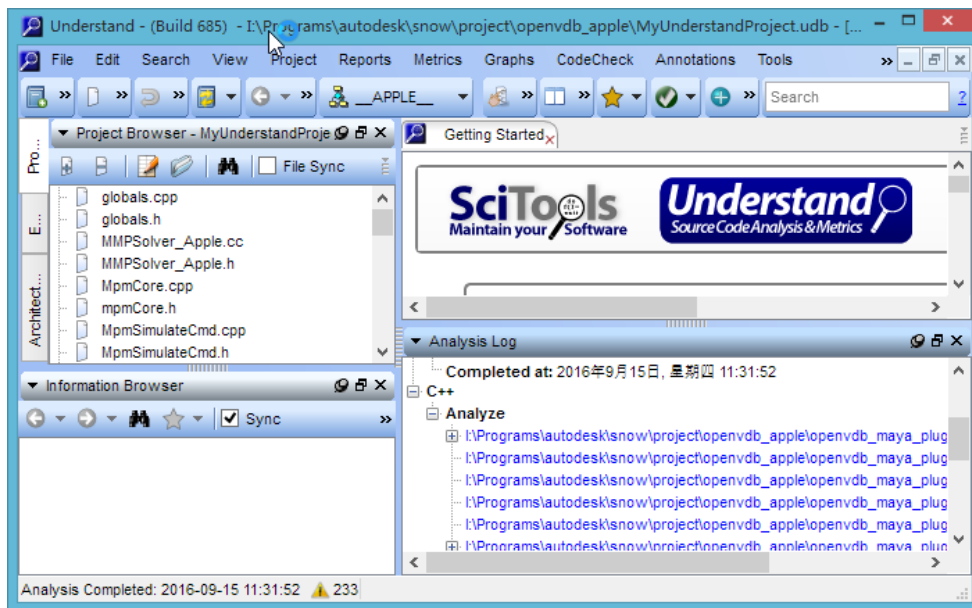 Understand - (Build 685) - I:\Programs\autodesk\snow\project\openvdb_apple\MyUnderstandProject.udb - [...
File Edit Search View Project Reports Metrics Graphs CodeCheck Annotations Tools »
» » » » __APPLE__ » » » Search 2
Pro...
E...
Architect...
Project Browser - MyUnderstandProje
File Sync
globals.cpp
globals.h
MMPSolver_Apple.cc
MMPSolver_Apple.h
MpmCore.cpp
mpmCore.h
MpmSimulateCmd.cpp
MpmSimulateCmd.h
Information Browser
Sync »
Getting Started
SciTools
Maintain your Software
Understand
Source Code Analysis & Metrics
Analysis Log
Completed at: 2016年9月15日, 星期四 11:31:52
C++
Analyze
I:\Programs\autodesk\snow\project\openvdb_apple\openvdb_maya_plug
I:\Programs\autodesk\snow\project\openvdb_apple\openvdb_maya_plug
I:\Programs\autodesk\snow\project\openvdb_apple\openvdb_maya_plug
I:\Programs\autodesk\snow\project\openvdb_apple\openvdb_maya_plug
I:\Programs\autodesk\snow\project\openvdb_apple\openvdb_maya_plug
I:\Programs\autodesk\snow\project\openvdb_apple\openvdb_maya_plug
Analysis Completed: 2016-09-15 11:31:52 233